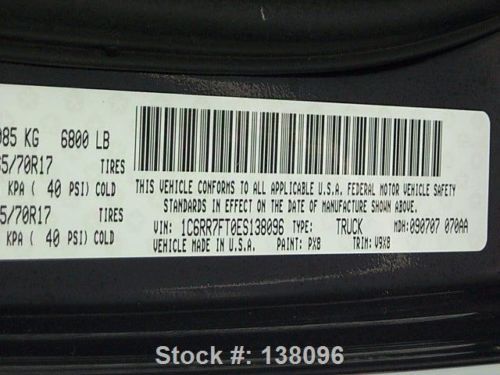 085 KG 6800 LB
5/70R17 TIRES
KPA ( 40 PSI) COLD
5/70R17 TIRES
KPA ( 40 PSI) COLD
THIS VEHICLE CONFORMS TO ALL APPLICABLE U.S.A. FEDERAL MOTOR VEHICLE SAFETY
STANDARDS IN EFFECT ON THE DATE OF MANUFACTURE SHOWN ABOVE.
VIN: 1C6RR7FT0ES138096 TYPE: TRUCK MDH: 090707 070AA
VEHICLE MADE IN U.S.A. PAINT: PX8 TRIM: V9X8
Stock #: 138096